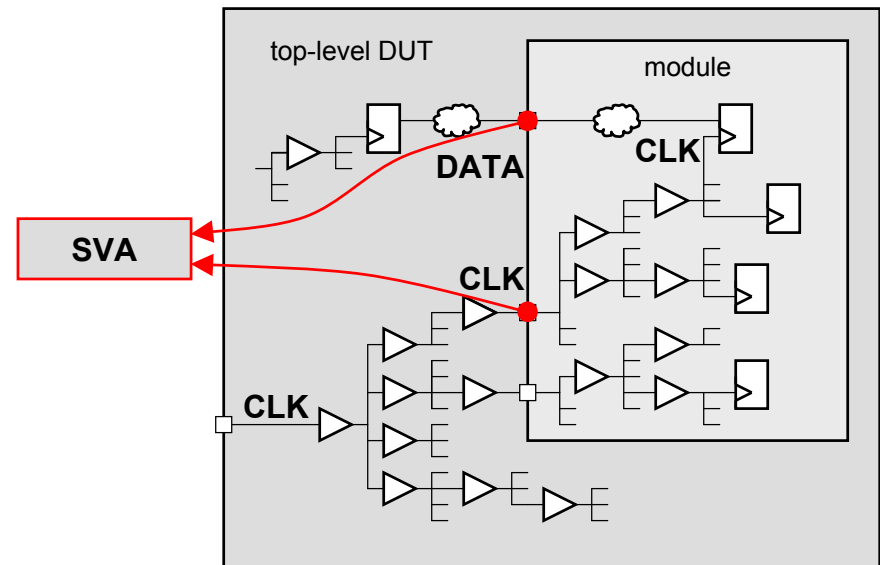 top-level DUT
module
CLK
DATA
SVA
CLK
CLK